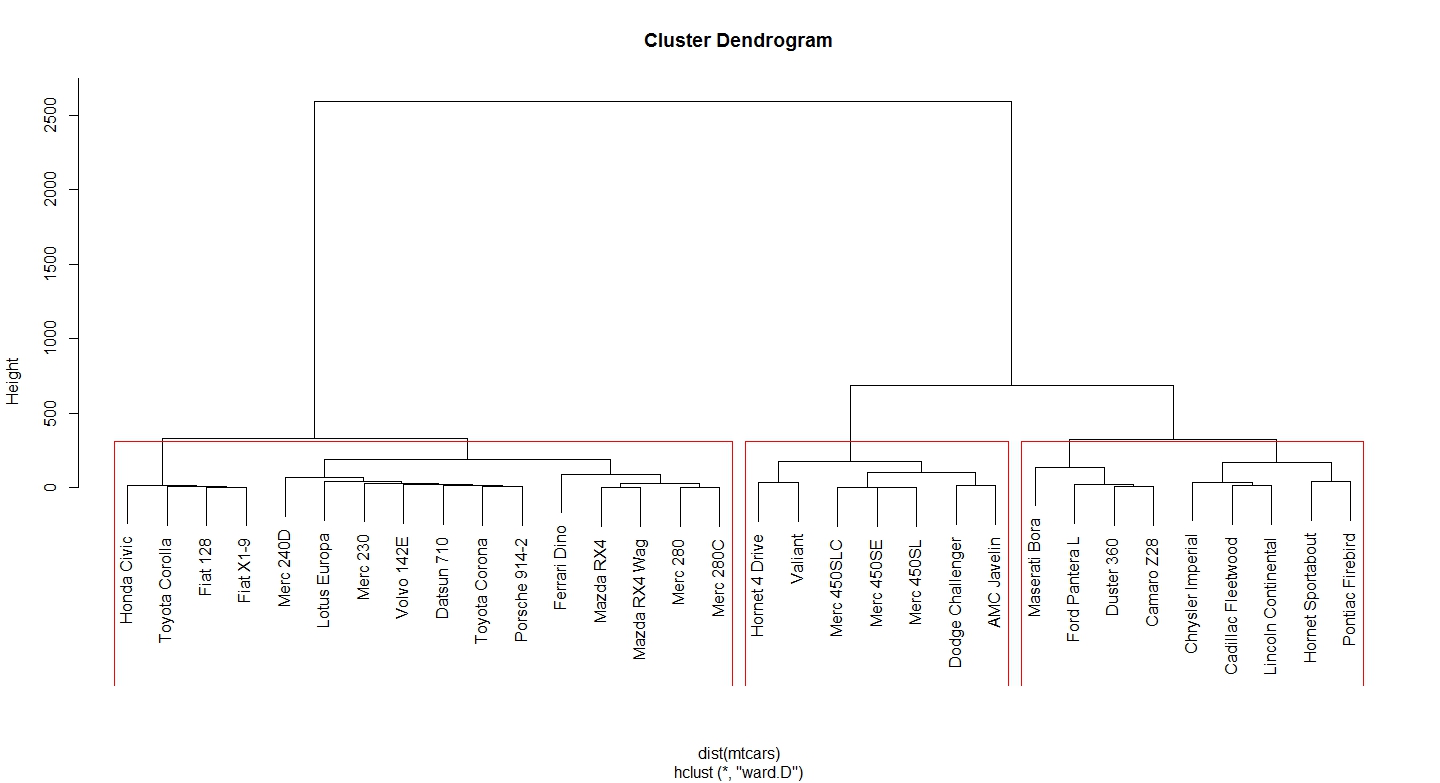 Cluster Dendrogram
Height
2500
2000
1500
1000
500
0
Honda Civic
Toyota Corolla
Fiat 128
Fiat X1-9
Merc 240D
Lotus Europa
Merc 230
Volvo 142E
Datsun 710
Toyota Corona
Porsche 914-2
Ferrari Dino
Mazda RX4
Mazda RX4 Wag
Merc 280
Merc 280C
Hornet 4 Drive
Valiant
Merc 450SLC
Merc 450SE
Merc 450SL
Dodge Challenger
AMC Javelin
Maserati Bora
Ford Pantera L
Duster 360
Camaro Z28
Chrysler Imperial
Cadillac Fleetwood
Lincoln Continental
Hornet Sportabout
Pontiac Firebird
dist(mtcars)
hclust (*, "ward.D")